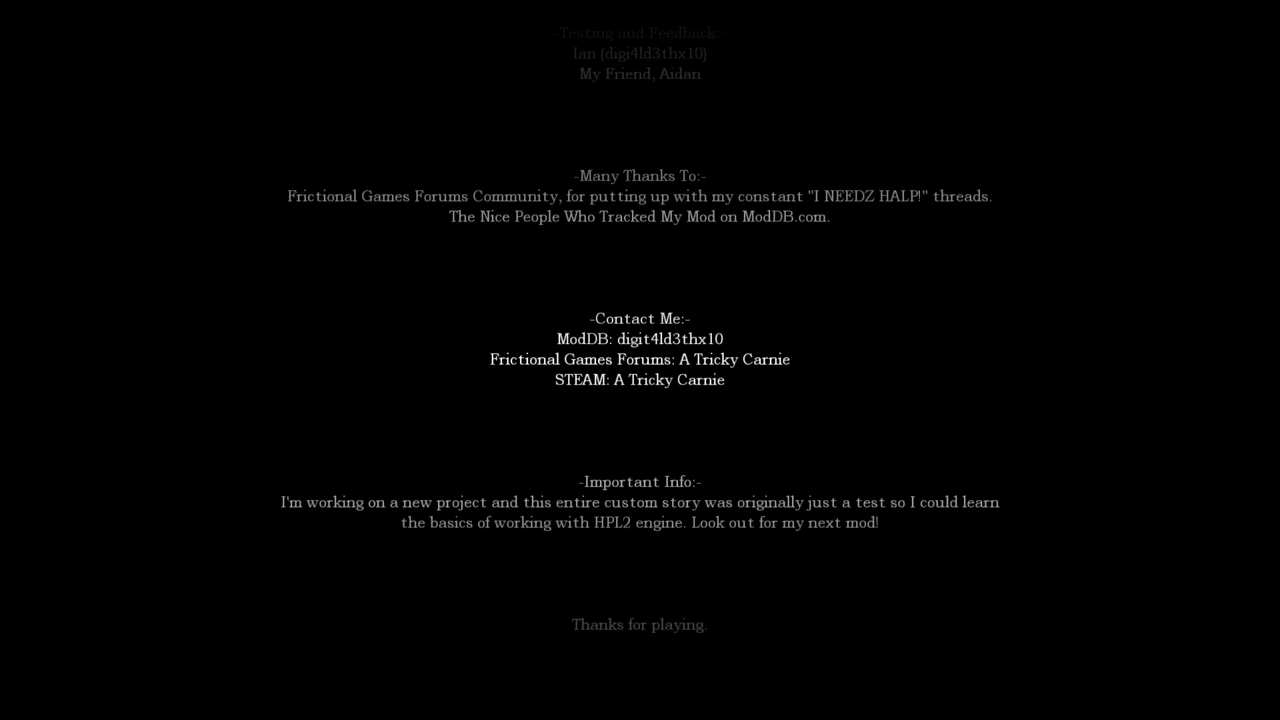 -Testing and Feedback -
Ian (digi4ld3thx10)
My Friend, Aidan
-Many Thanks To:-
Frictional Games Forums Community, for putting up with my constant "I NEEDZ HALP!" threads.
The Nice People Who Tracked My Mod on ModDB.com.
-Contact Me:-
ModDB: digit4ld3thx10
Frictional Games Forums: A Tricky Carnie
STEAM: A Tricky Carnie
-Important Info:-
I'm working on a new project and this entire custom story was originally just a test so I could learn
the basics of working with HPL2 engine. Look out for my next mod!
Thanks for playing.